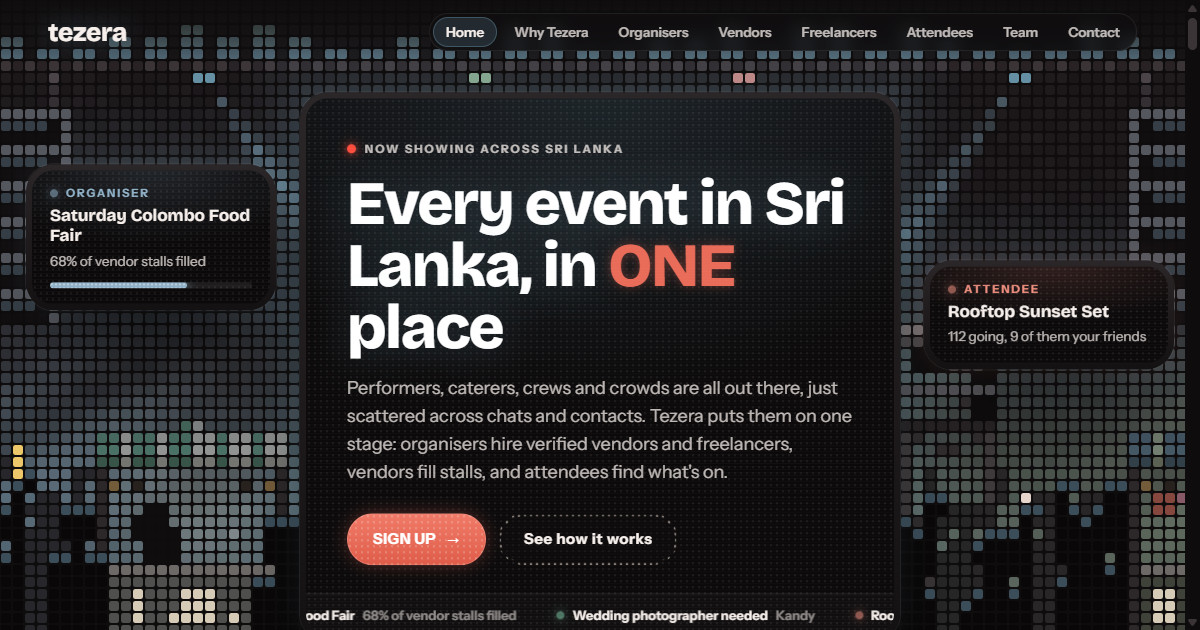 tezera
Home
Why Tezera
Organisers
Vendors
Freelancers
Attendees
Team
Contact
NOW SHOWING ACROSS SRI LANKA
Every event in Sri
Lanka, in ONE
place
Performers, caterers, crews and crowds are all out there, just
scattered across chats and contacts. Tezera puts them on one
stage: organisers hire verified vendors and freelancers,
vendors fill stalls, and attendees find what's on.
SIGN UP →
See how it works
ORGANISER
Saturday Colombo Food
Fair
68% of vendor stalls filled
ATTENDEE
Rooftop Sunset Set
112 going, 9 of them your friends
ood Fair 68% of vendor stalls filled Wedding photographer needed Kandy Roo